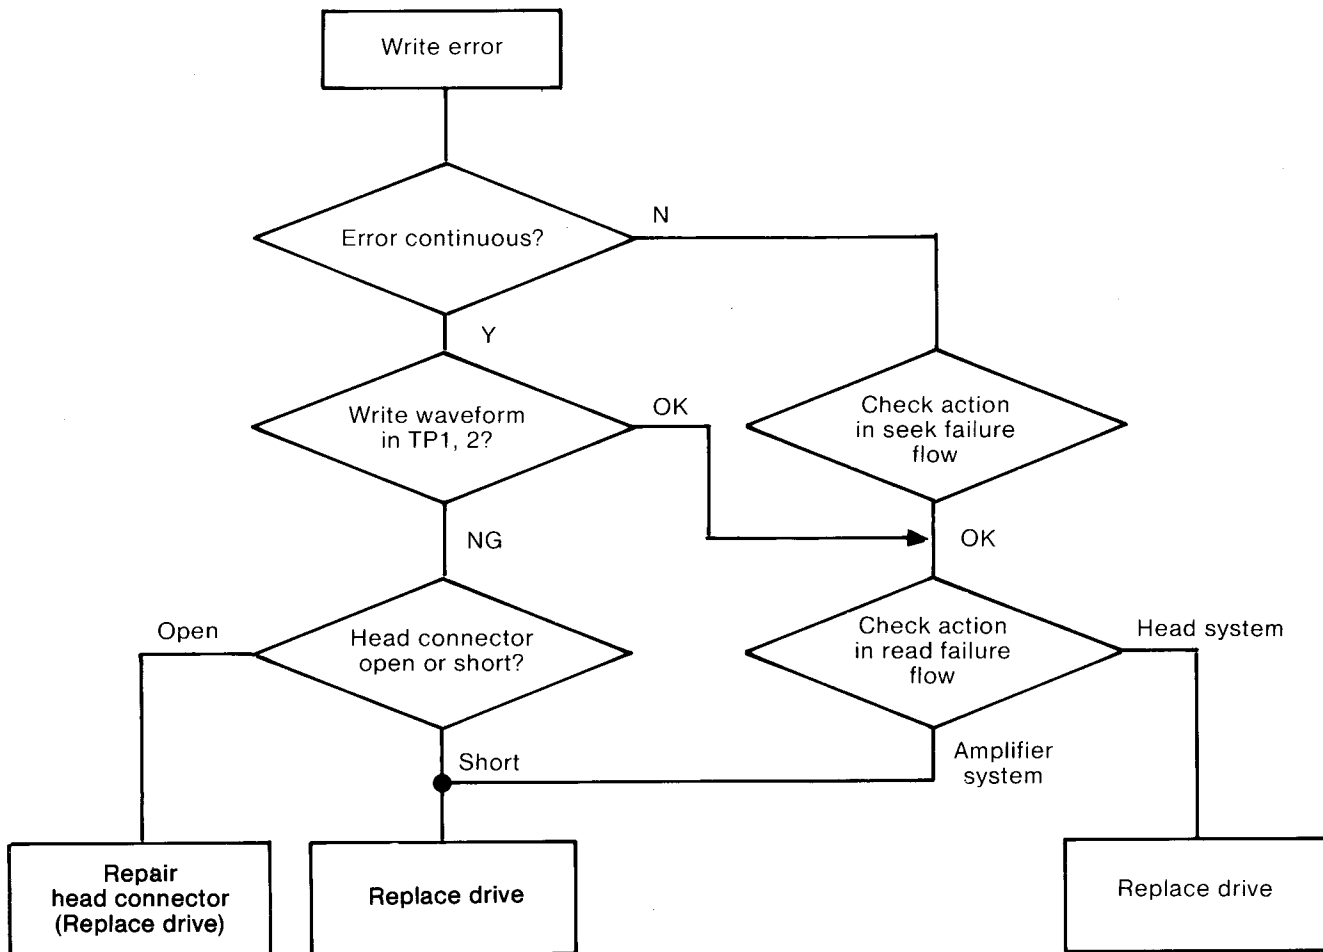 Write error
Error continuous?
N
Y
Write waveform
in TP1, 2?
OK
Check action
in seek failure
flow
NG
OK
Open
Head connector
open or short?
Check action
in read failure
flow
Head system
Short
Amplifier
system
Repair
head connector
(Replace drive)
Replace drive
Replace drive